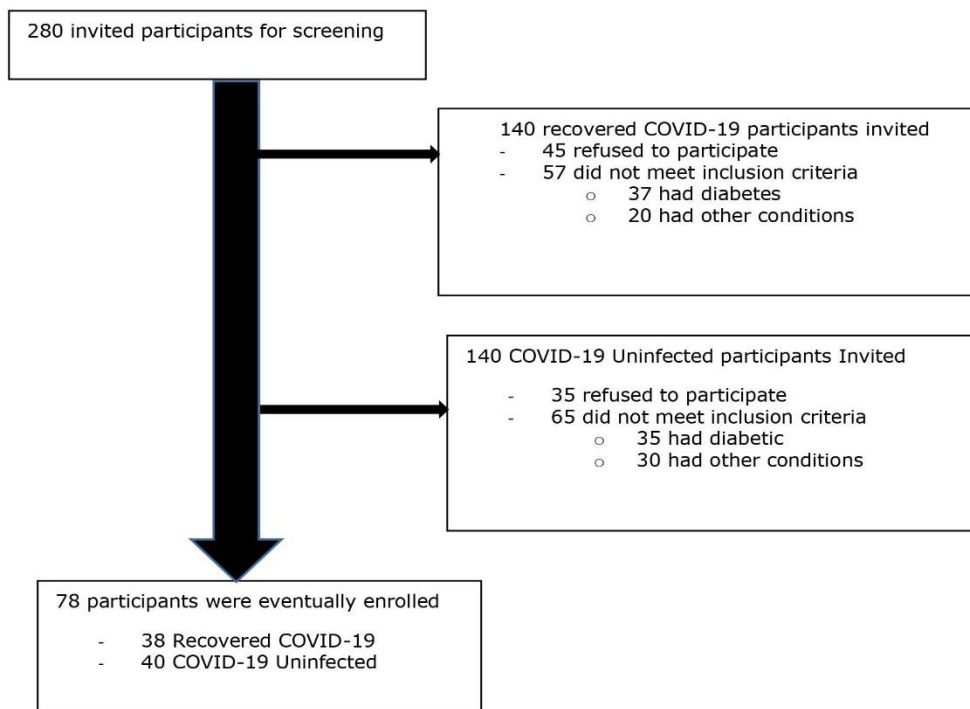 280 invited participants for screening
140 recovered COVID-19 participants invited
- 45 refused to participate
- 57 did not meet inclusion criteria
o 37 had diabetes
o 20 had other conditions
140 COVID-19 Uninfected participants Invited
- 35 refused to participate
- 65 did not meet inclusion criteria
o 35 had diabetic
o 30 had other conditions
78 participants were eventually enrolled
- 38 Recovered COVID-19
- 40 COVID-19 Uninfected